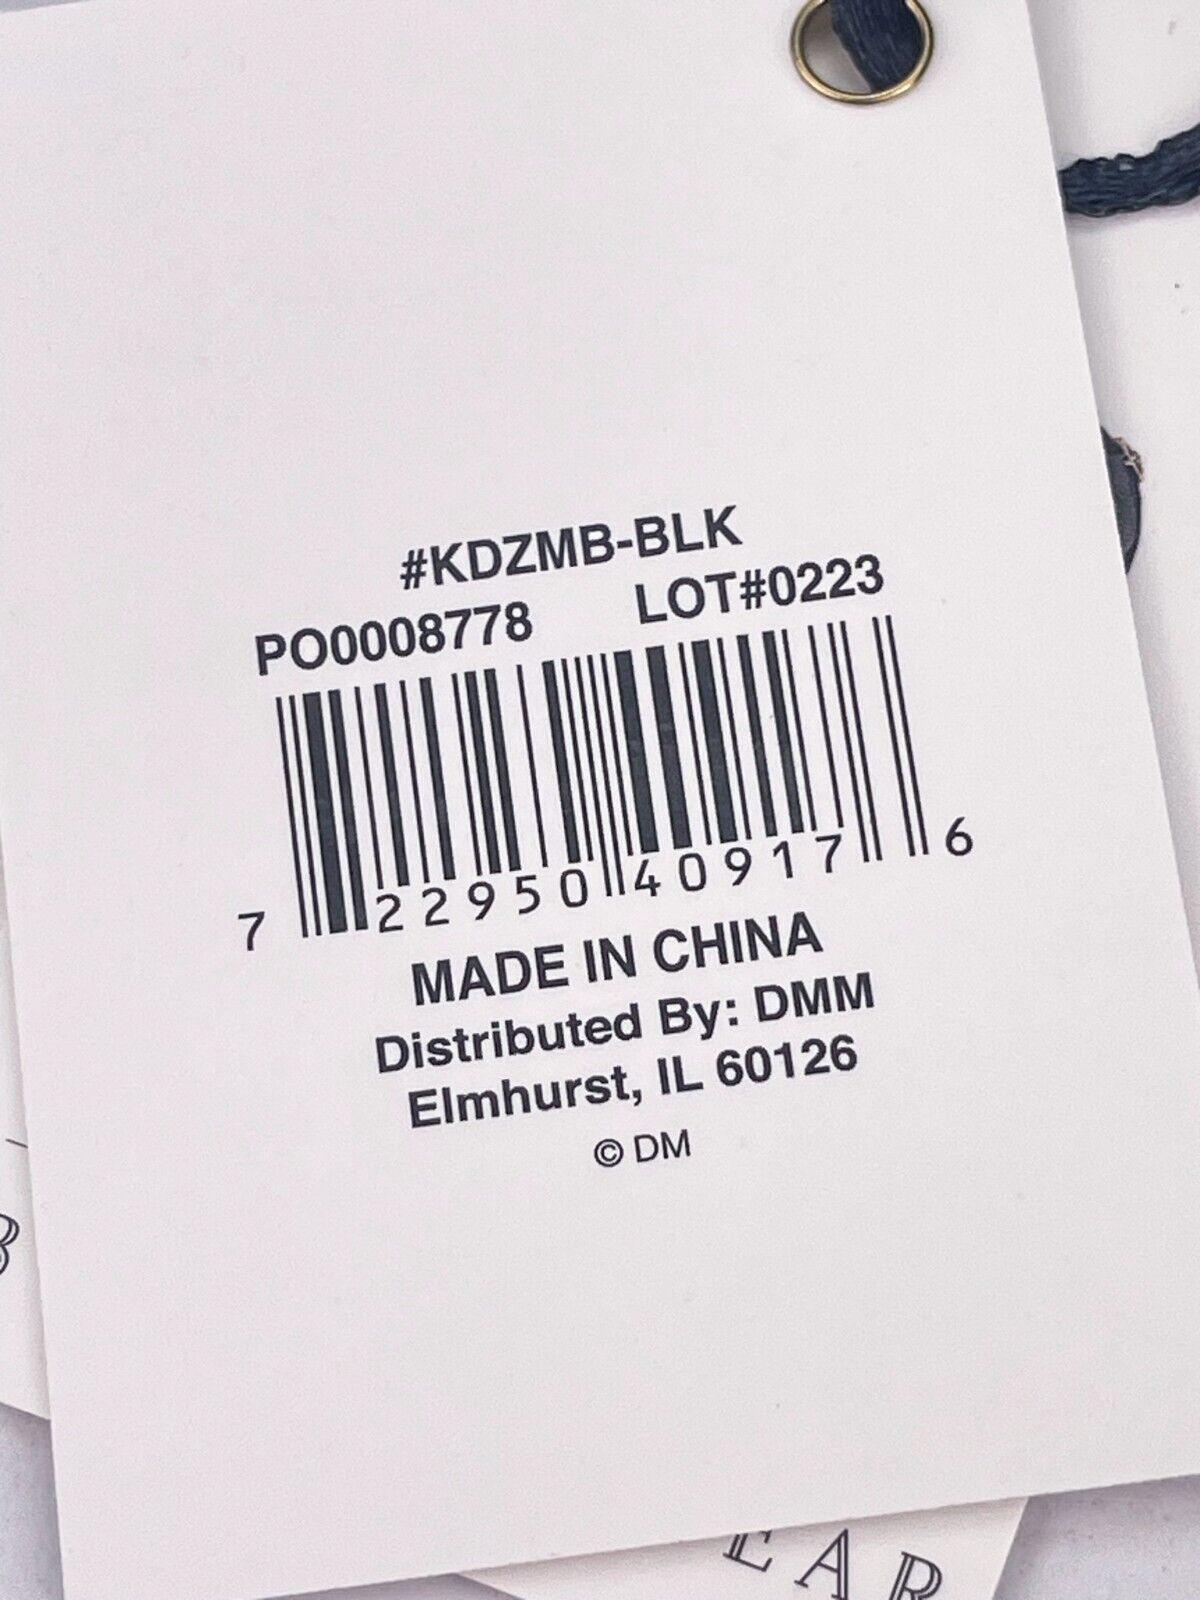 #KDZMB-BLK
PO0008778 LOT#0223
7 22950 40917 6
MADE IN CHINA
Distributed By: DMM
Elmhurst, IL 60126
© DM
B
EAR